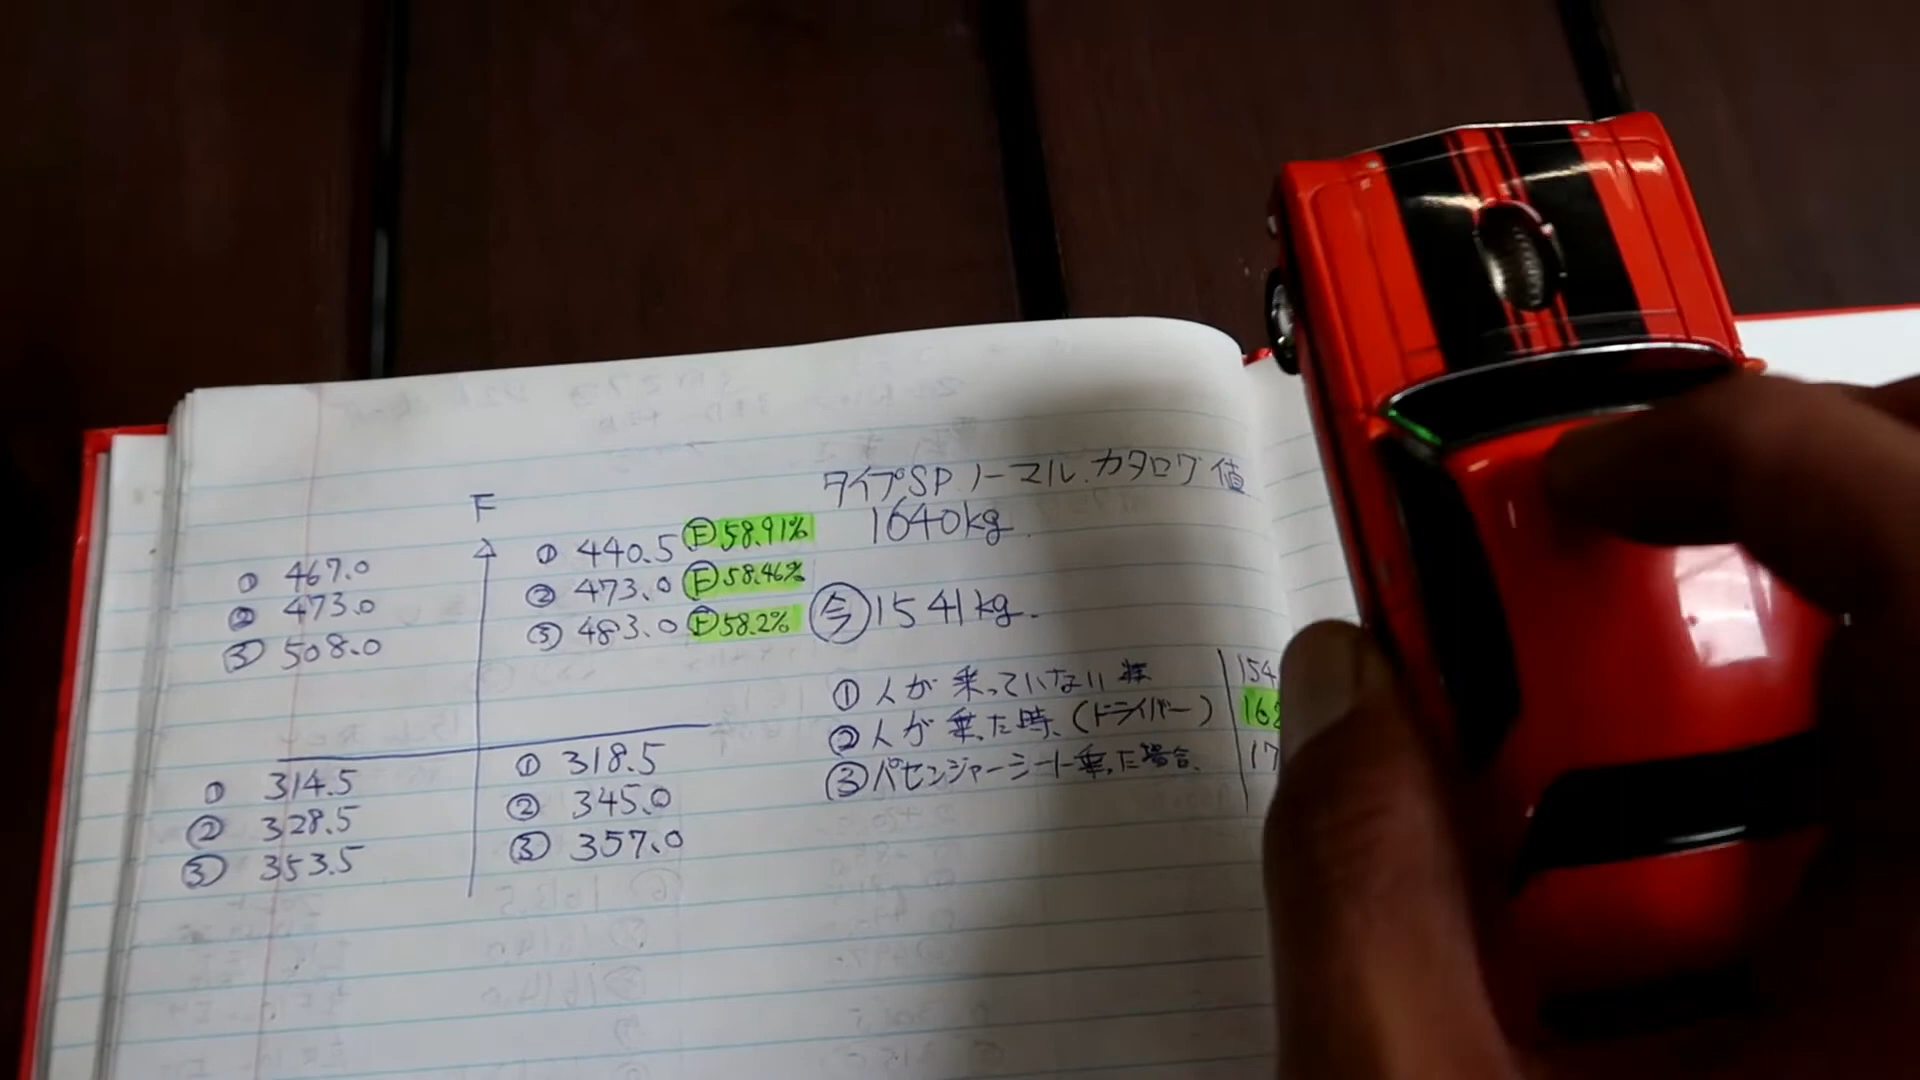 F
① 467.0
② 473.0
③ 508.0
① 440.5 Ⓕ58.91%
② 473.0 Ⓕ58.46%
③ 483.0 Ⓕ58.2%
① 314.5
② 328.5
③ 353.5
① 318.5
② 345.0
③ 357.0
タイプSP ノーマル.カタログ値
1640kg.
今 1541kg.
① 人が乗っていない 154
② 人が乗った時、(ドライバー) 162
③ パセンジャーシート乗った場合、 17